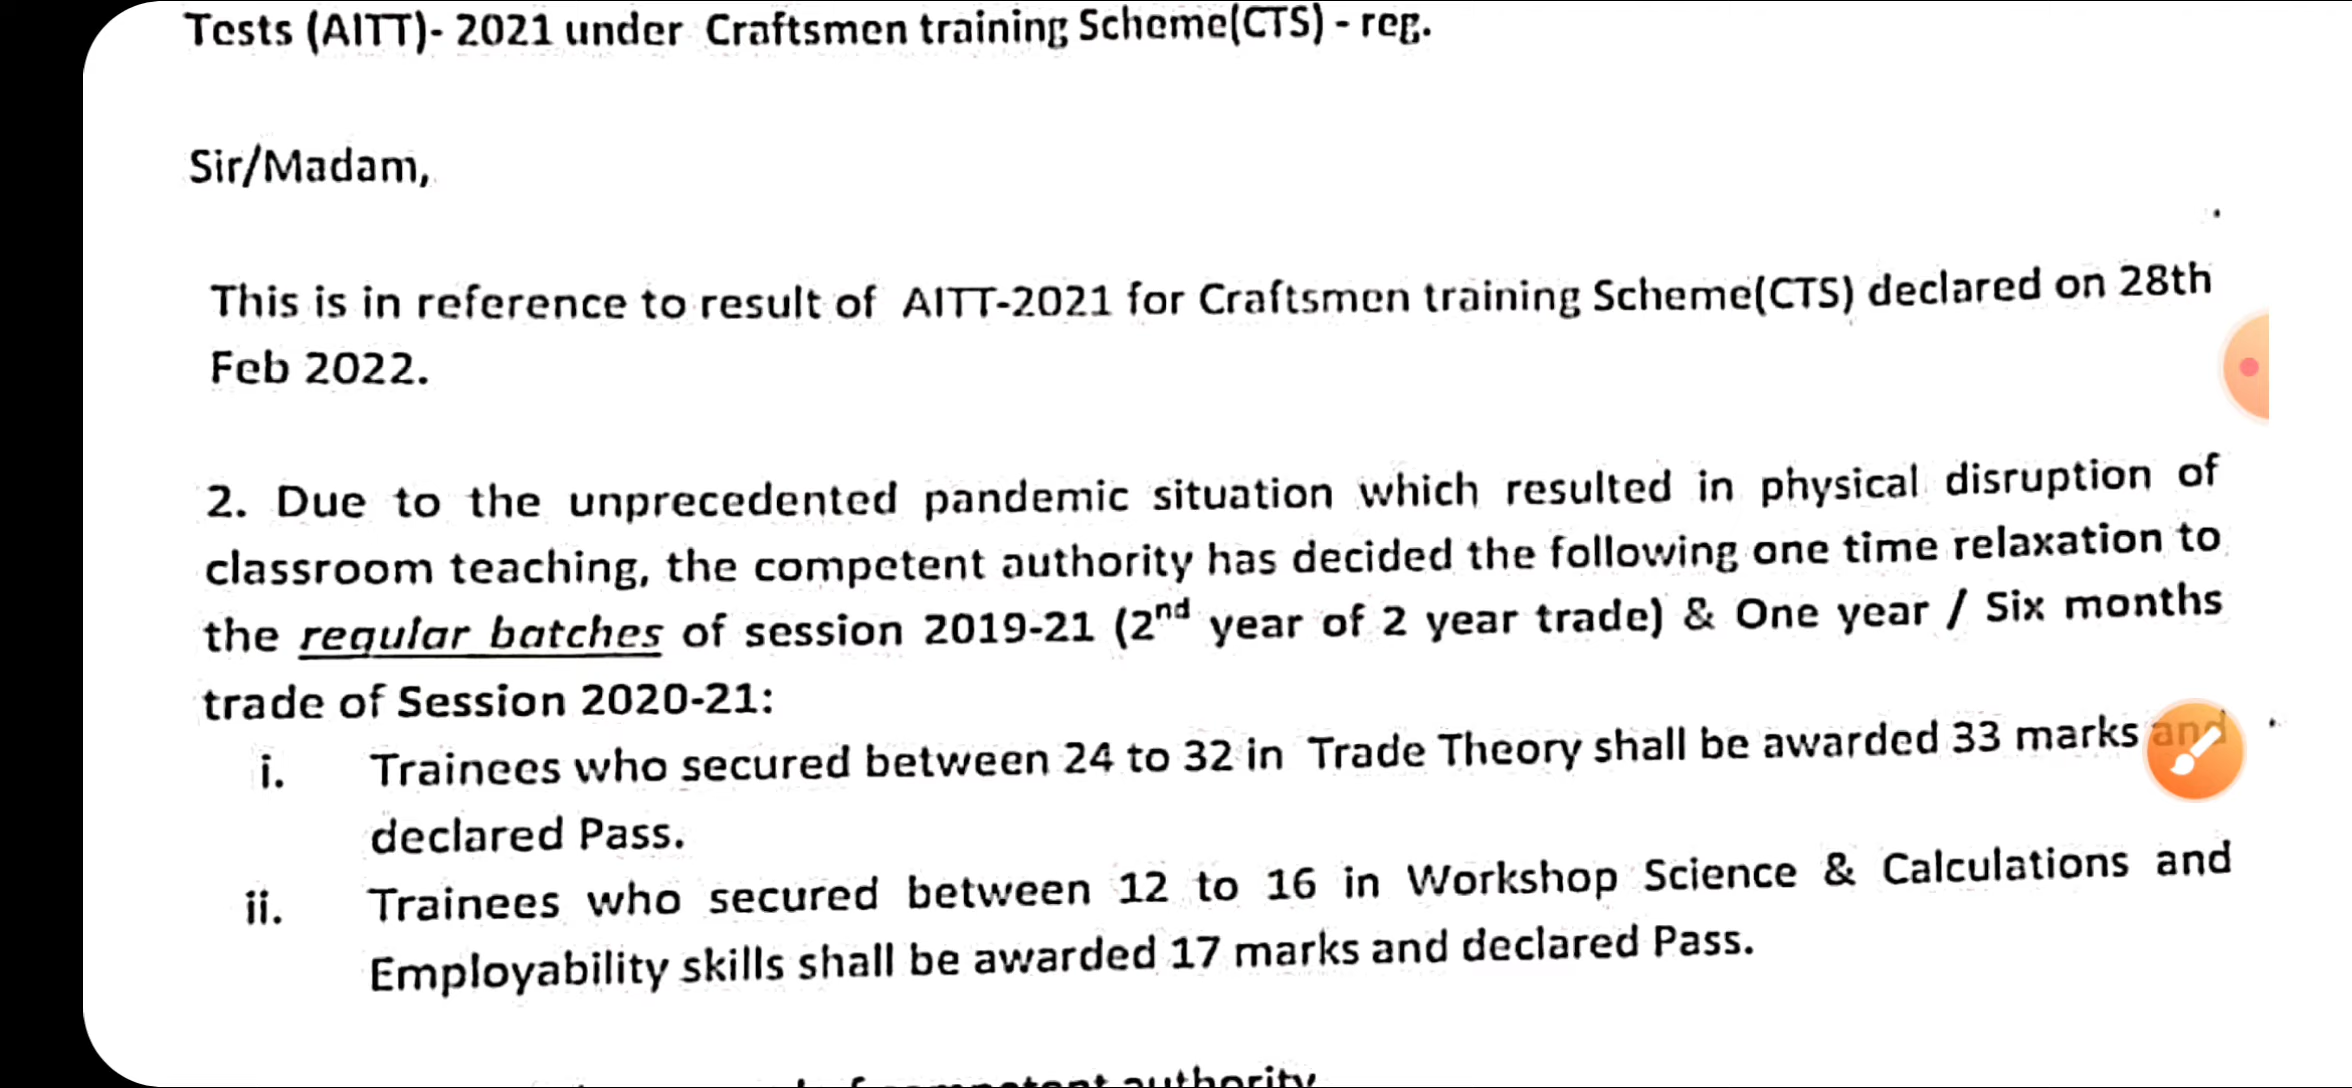 Tests (AITT)- 2021 under Craftsmen training Scheme(CTS) - reg.
Sir/Madam,
This is in reference to result of AITT-2021 for Craftsmen training Scheme(CTS) declared on 28th
Feb 2022.
2. Due to the unprecedented pandemic situation which resulted in physical disruption of
classroom teaching, the competent authority has decided the following one time relaxation to
the regular batches of session 2019-21 (2nd year of 2 year trade) & One year / Six months
trade of Session 2020-21:
i. Trainees who secured between 24 to 32 in Trade Theory shall be awarded 33 marks and
declared Pass.
ii. Trainees who secured between 12 to 16 in Workshop Science & Calculations and
Employability skills shall be awarded 17 marks and declared Pass.
competent authority